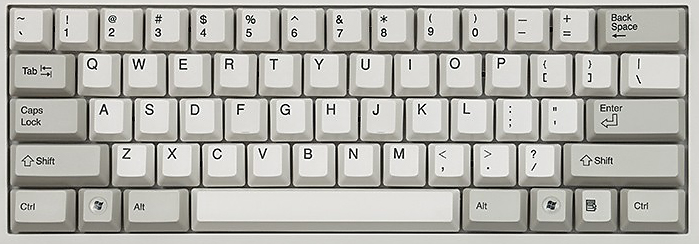 ~ ! @ # $ % ^ & * ( ) — + Back
` 1 2 3 4 5 6 7 8 9 0 - = Space
Tab Q W E R T Y U I O P { } |
[ ] \
Caps A S D F G H J K L : " Enter
Lock ; '
Shift Z X C V B N M < > ?/ Shift
, .
Ctrl Alt Alt Ctrl